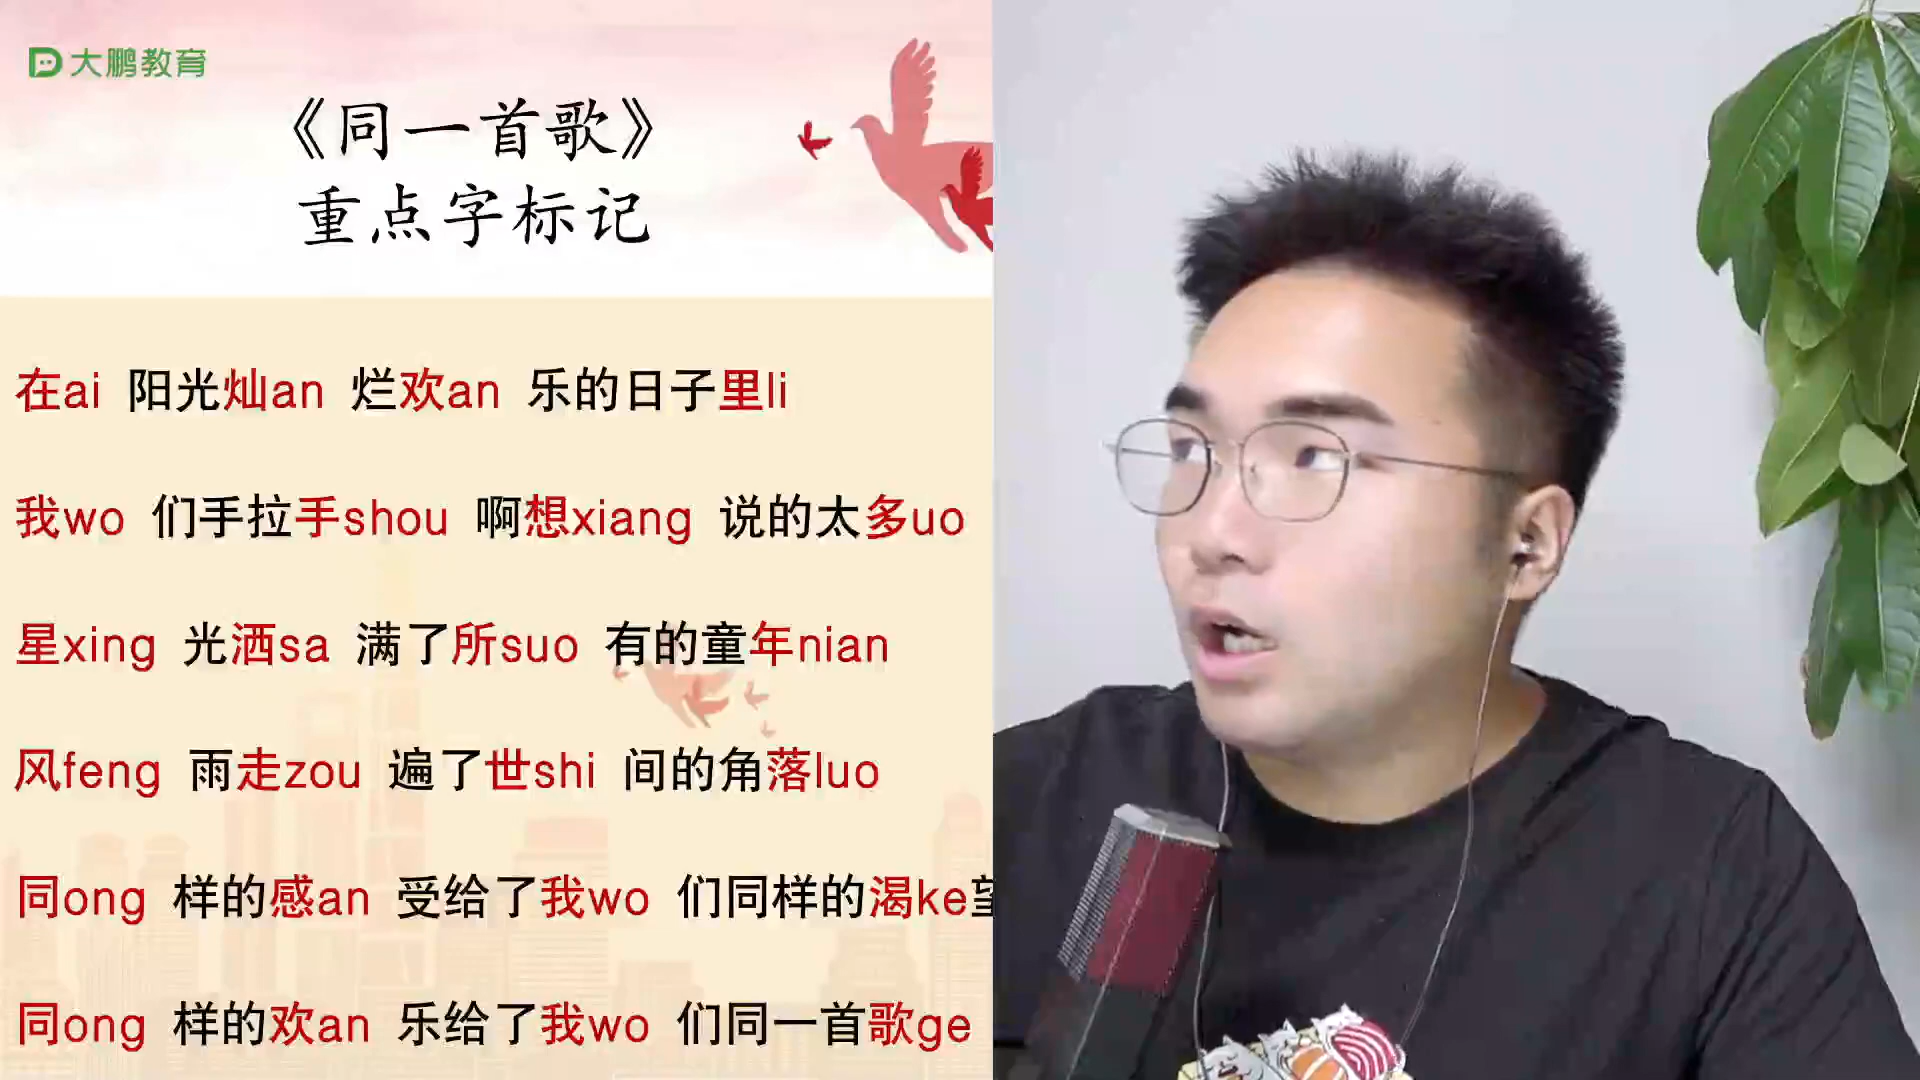 大鹏教育
《同一首歌》
重点字标记
在ai 阳光灿an 烂欢an 乐的日子里li
我wo 们手拉手shou 啊想xiang 说的太多uo
星xing 光洒sa 满了所suo 有的童年nian
风feng 雨走zou 遍了世shi 间的角落luo
同ong 样的感an 受给了我wo 们同样的渴ke望
同ong 样的欢an 乐给了我wo 们同一首歌ge